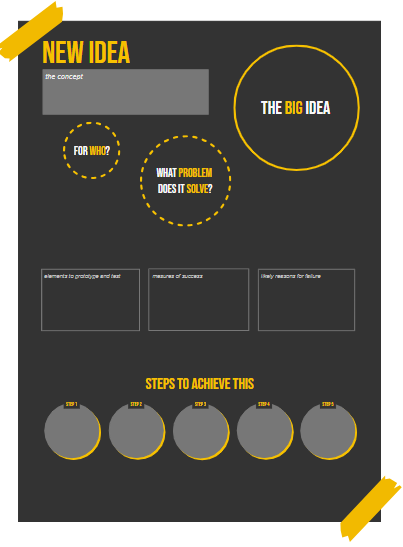 NEW IDEA
the concept
THE BIG IDEA
FOR WHO?
WHAT PROBLEM
DOES IT SOLVE?
elements to prototype and test
mesures of success
likely reasons for failure
STEPS TO ACHIEVE THIS
STEP 1
STEP 2
STEP 3
STEP 4
STEP 5